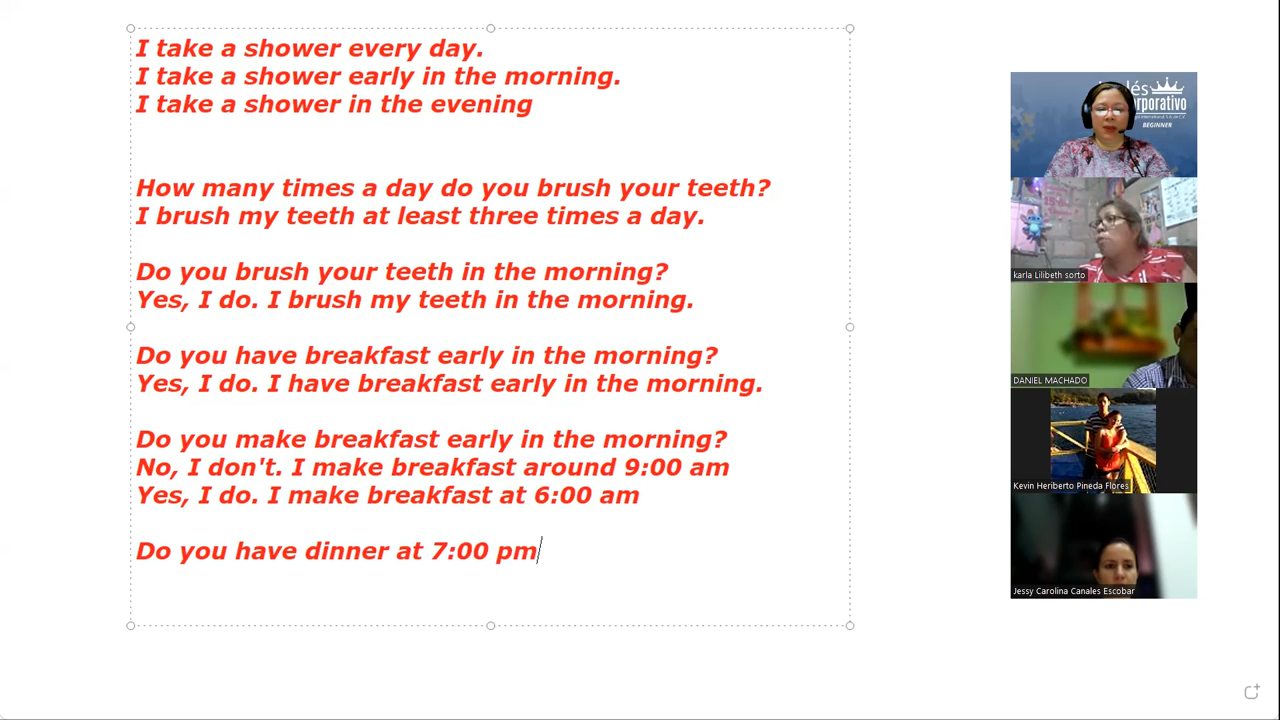 I take a shower every day.
I take a shower early in the morning.
I take a shower in the evening
How many times a day do you brush your teeth?
I brush my teeth at least three times a day.
Do you brush your teeth in the morning?
Yes, I do. I brush my teeth in the morning.
Do you have breakfast early in the morning?
Yes, I do. I have breakfast early in the morning.
Do you make breakfast early in the morning?
No, I don't. I make breakfast around 9:00 am
Yes, I do. I make breakfast at 6:00 am
Do you have dinner at 7:00 pm
BEGINNER
karla Lilibeth sorto
DANIEL MACHADO
Kevin Heriberto Pineda Flores
Jessy Carolina Canales Escobar